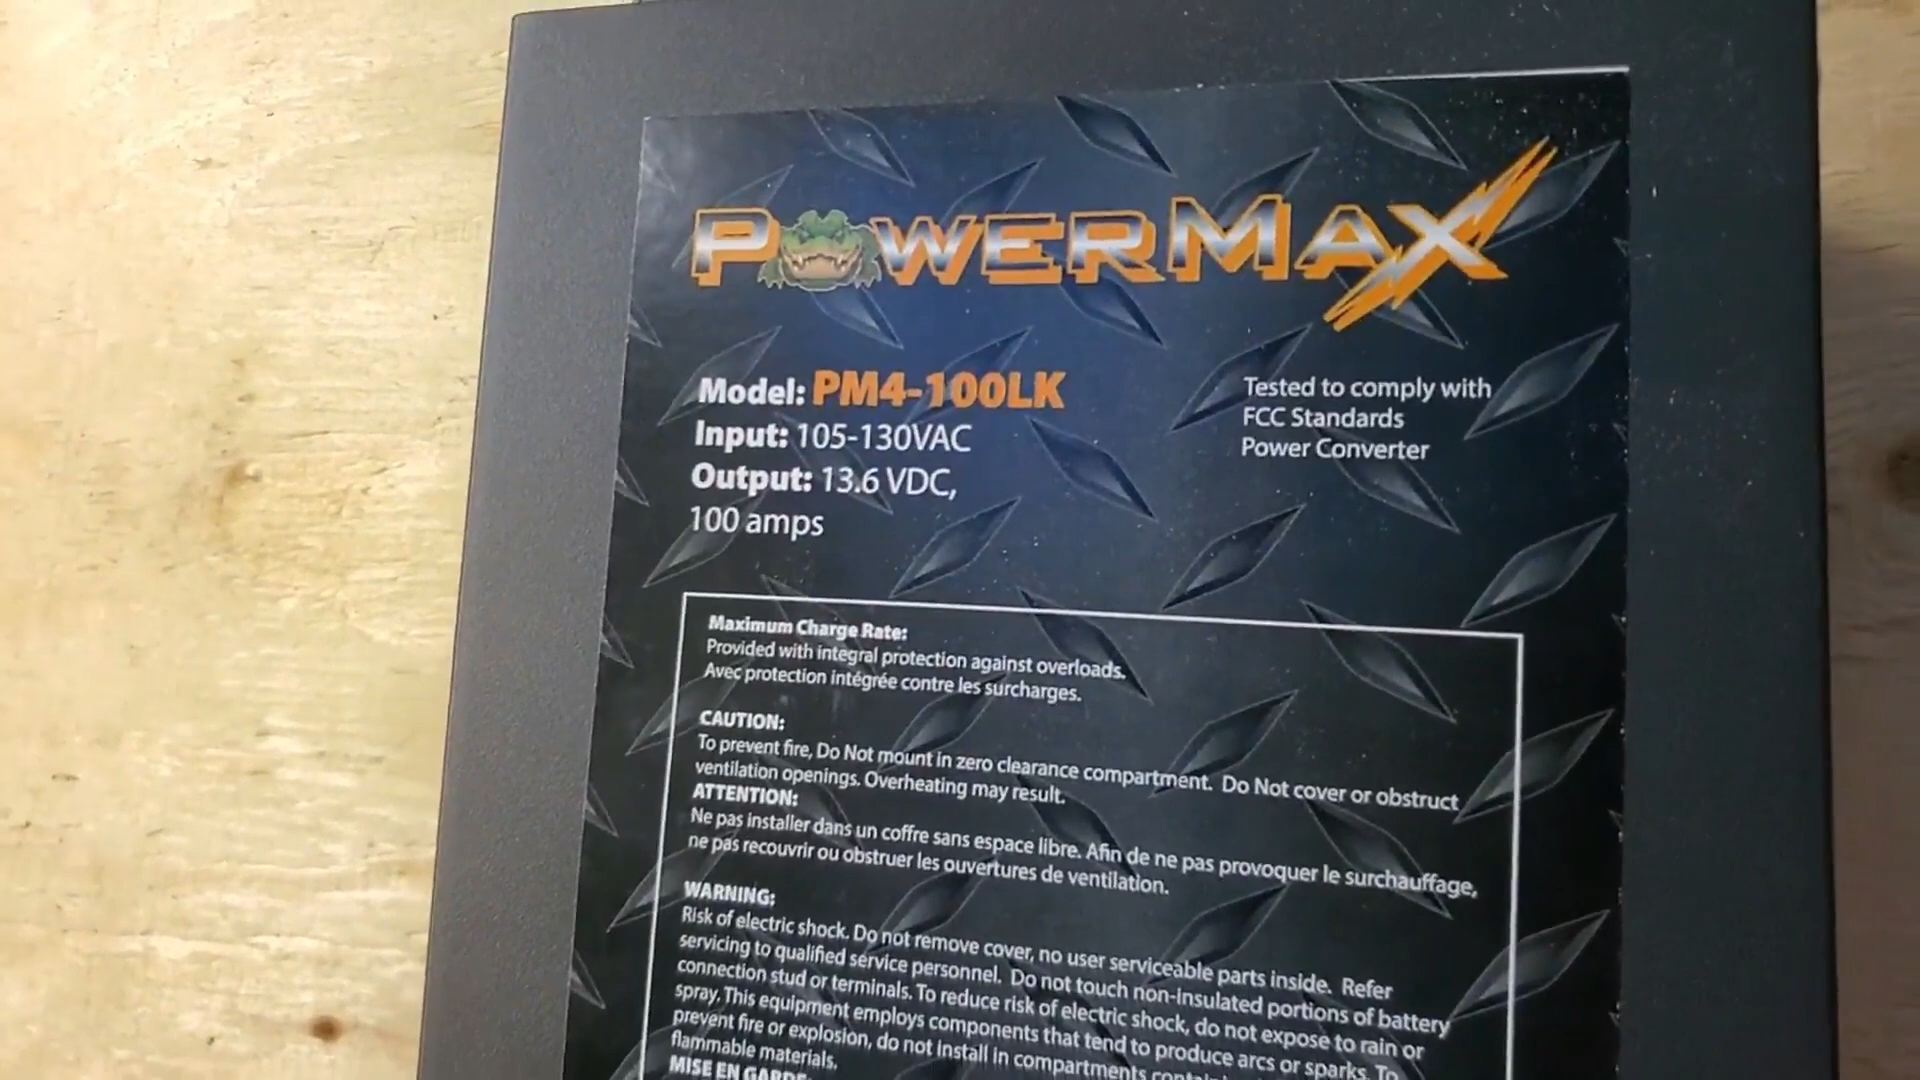 POWERMAX
Model: PM4-100LK
Input: 105-130VAC
Output: 13.6 VDC,
100 amps
Tested to comply with
FCC Standards
Power Converter
Maximum Charge Rate:
Provided with integral protection against overloads.
Avec protection intégrée contre les surcharges.
CAUTION:
To prevent fire, Do Not mount in zero clearance compartment. Do Not cover or obstruct
ventilation openings. Overheating may result.
ATTENTION:
Ne pas installer dans un coffre sans espace libre. Afin de ne pas provoquer le surchauffage,
ne pas recouvrir ou obstruer les ouvertures de ventilation.
WARNING:
Risk of electric shock. Do not remove cover, no user serviceable parts inside. Refer
servicing to qualified service personnel. Do not touch non-insulated portions of battery
connection stud or terminals. To reduce risk of electric shock, do not expose to rain or
spray. This equipment employs components that tend to produce arcs or sparks. To
prevent fire or explosion, do not install in compartments
flammable materials.
MISE EN GARDE: